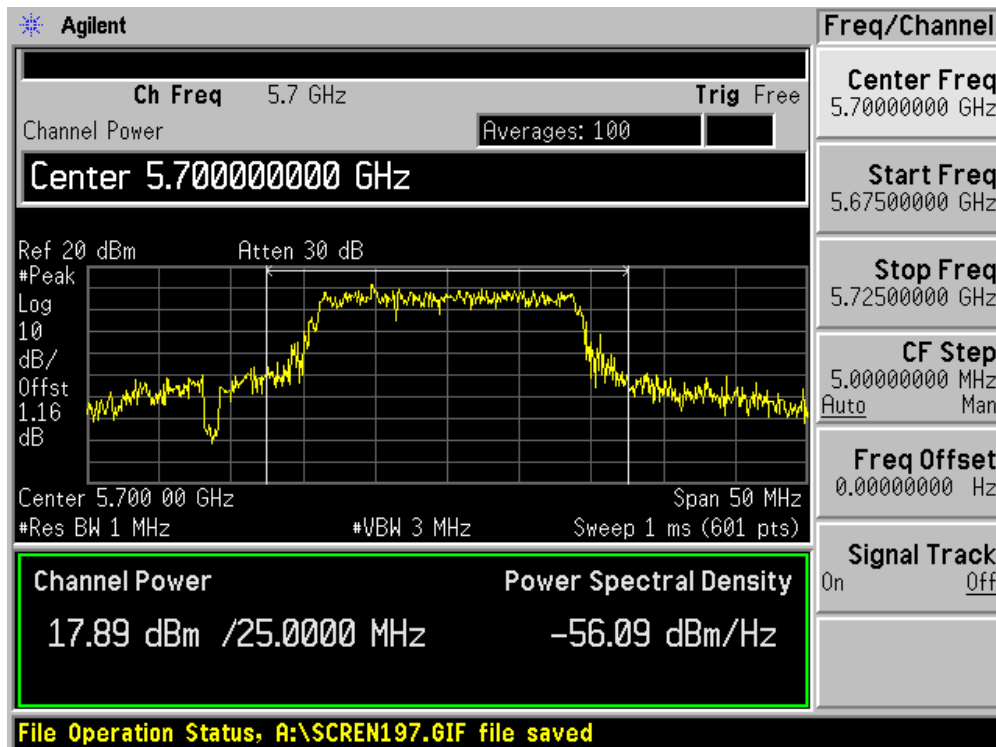 Agilent
Freq/Channel
Ch Freq 5.7 GHz Trig Free
Channel Power Averages: 100
Center 5.700000000 GHz
Ref 20 dBm Atten 30 dB
#Peak
Log
10
dB/
Offst
1.16
dB
Center 5.700 00 GHz Span 50 MHz
#Res BW 1 MHz #VBW 3 MHz Sweep 1 ms (601 pts)
Channel Power Power Spectral Density
17.89 dBm /25.0000 MHz -56.09 dBm/Hz
File Operation Status, A:\SCREN197.GIF file saved
Center Freq
5.70000000 GHz
Start Freq
5.67500000 GHz
Stop Freq
5.72500000 GHz
CF Step
5.00000000 MHz
Auto Man
Freq Offset
0.00000000 Hz
Signal Track
On Off